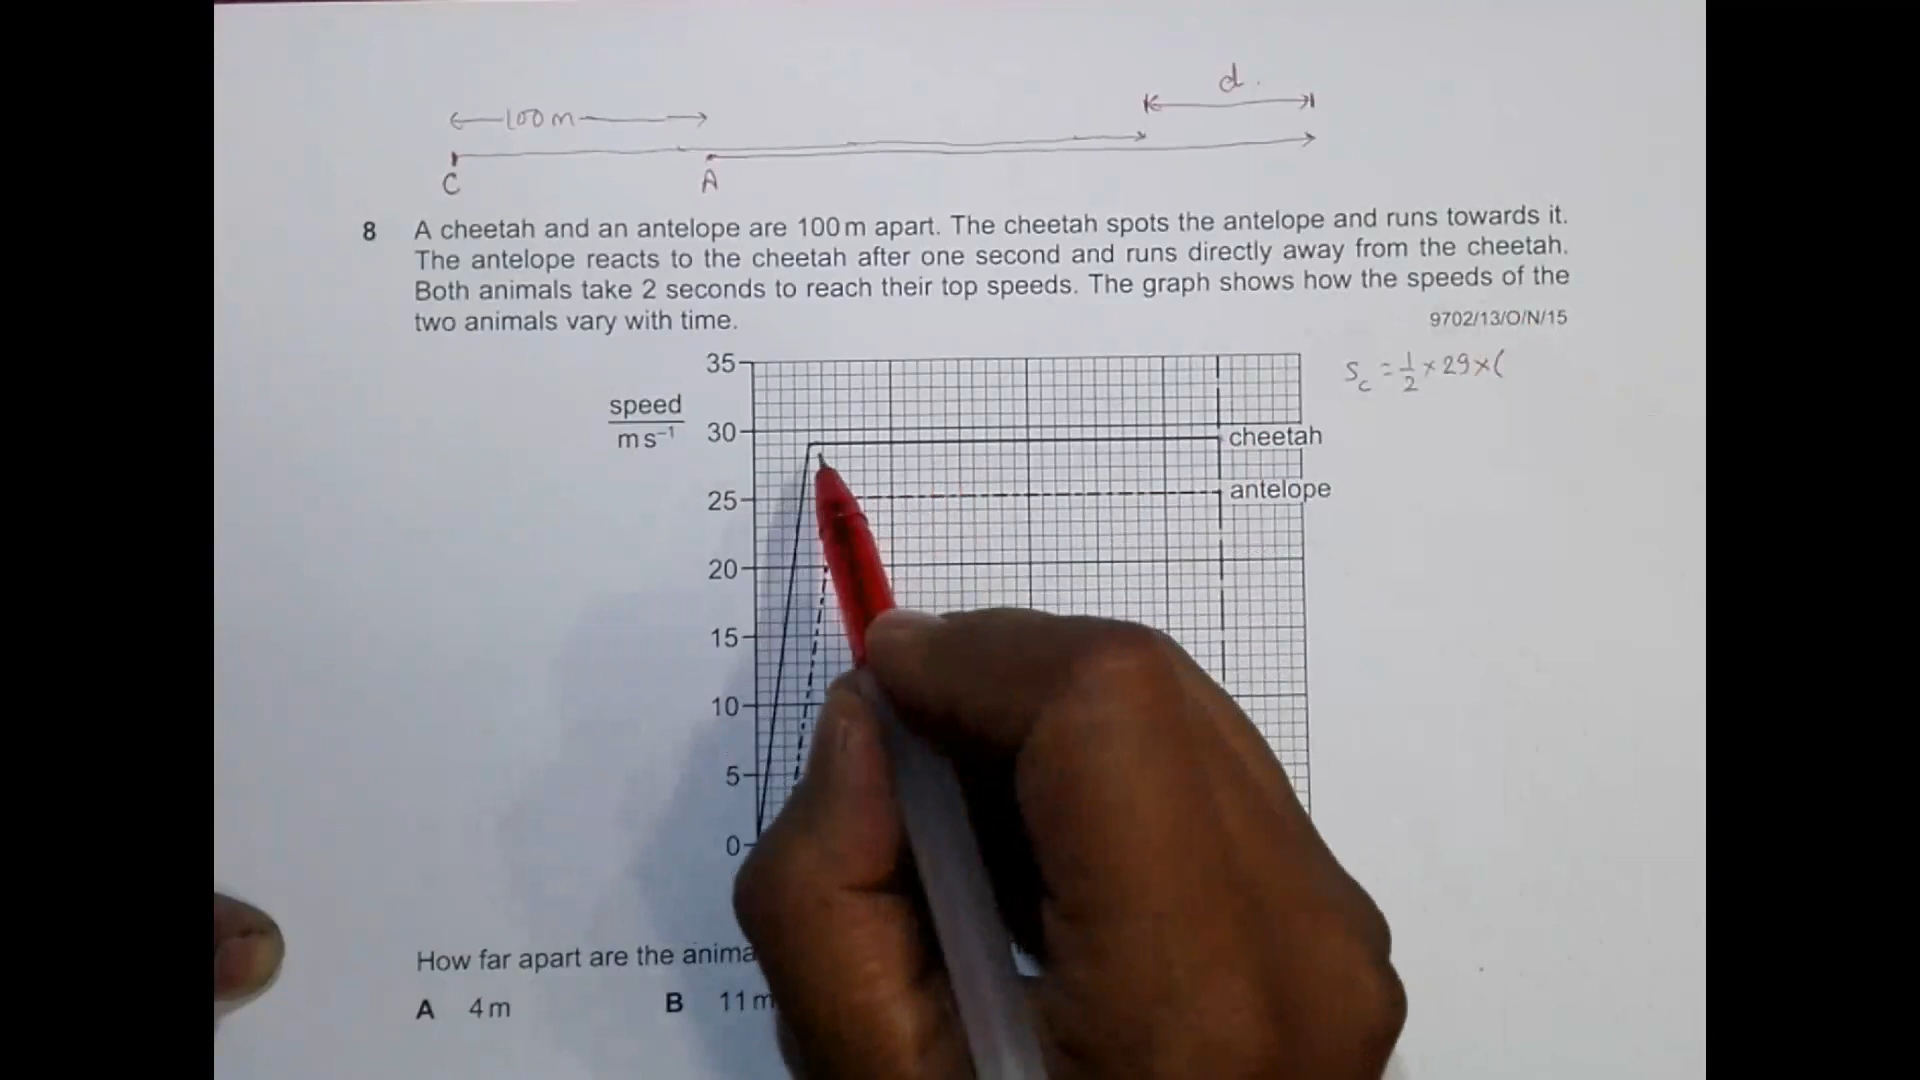 d.
100m
C
A
8 A cheetah and an antelope are 100 m apart. The cheetah spots the antelope and runs towards it.
The antelope reacts to the cheetah after one second and runs directly away from the cheetah.
Both animals take 2 seconds to reach their top speeds. The graph shows how the speeds of the
two animals vary with time.
9702/13/O/N/15
S_c = 1/2 × 29 × (
35
speed
m s⁻¹
30
cheetah
25
antelope
20
15
10
5
0
How far apart are the
A 4 m B 11 m